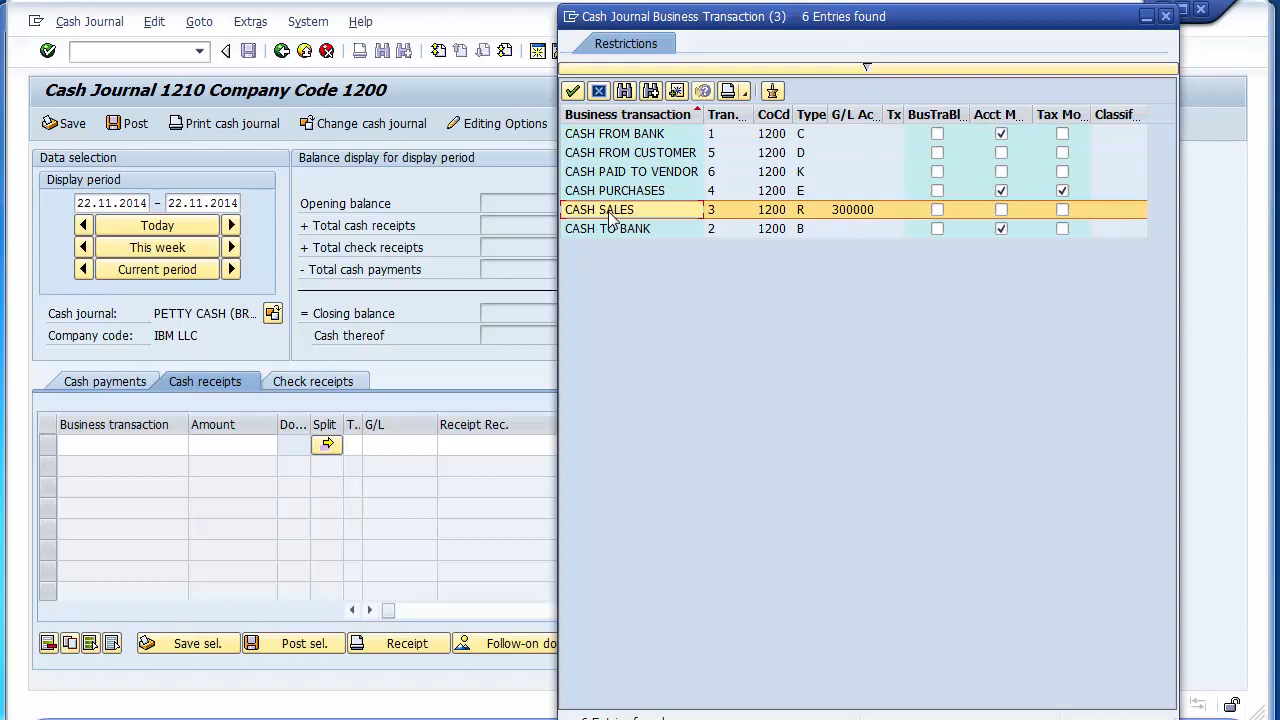 Cash Journal Edit Goto Extras System Help
Cash Journal 1210 Company Code 1200
Save Post Print cash journal Change cash journal Editing Options
Data selection
Display period
22.11.2014 - 22.11.2014
Today
This week
Current period
Cash journal: PETTY CASH (BR...
Company code: IBM LLC
Balance display for display period
Opening balance
+ Total cash receipts
+ Total check receipts
- Total cash payments
= Closing balance
Cash thereof
Cash payments Cash receipts Check receipts
Business transaction Amount Do... Split T.. G/L Receipt Rec.
Save sel. Post sel. Receipt Follow-on do
Cash Journal Business Transaction (3) 6 Entries found
Restrictions
Business transaction Tran... CoCd Type G/L Ac... Tx BusTraBl... Acct M... Tax Mo... Classif...
CASH FROM BANK 1 1200 C
CASH FROM CUSTOMER 5 1200 D
CASH PAID TO VENDOR 6 1200 K
CASH PURCHASES 4 1200 E
CASH SALES 3 1200 R 300000
CASH TO BANK 2 1200 B
6 Entries found